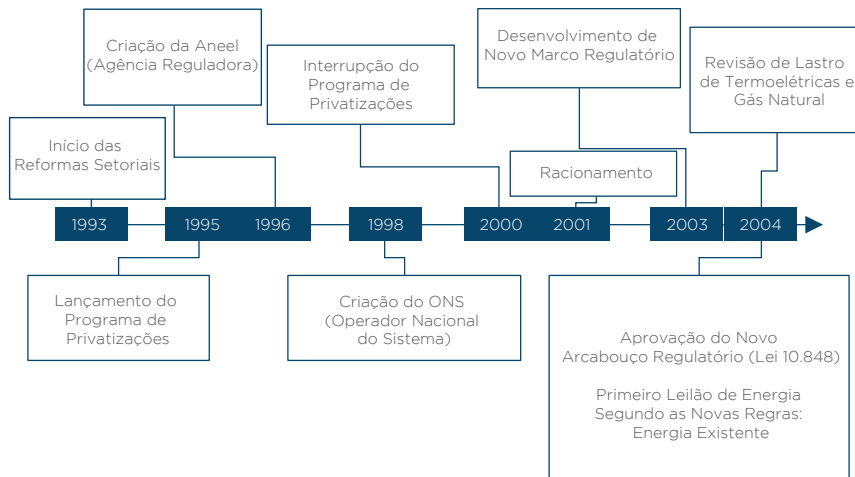 Criação da Aneel
(Agência Reguladora)
Desenvolvimento de
Novo Marco Regulatório
Interrupção do
Programa de
Privatizações
Revisão de Lastro
de Termoelétricas e
Gás Natural
Início das
Reformas Setoriais
Racionamento
1993
1995
1996
1998
2000
2001
2003
2004
Lançamento do
Programa de
Privatizações
Criação do ONS
(Operador Nacional
do Sistema)
Aprovação do Novo
Arcabouço Regulatório (Lei 10.848)
Primeiro Leilão de Energia
Segundo as Novas Regras:
Energia Existente